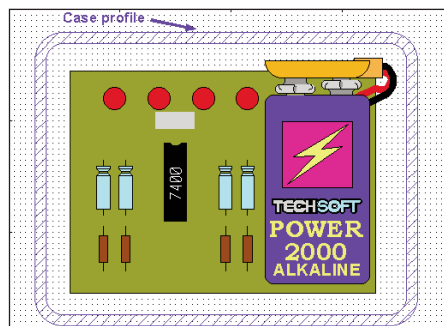 Case profile
7400
TECHSOFT
POWER
2000
ALKALINE